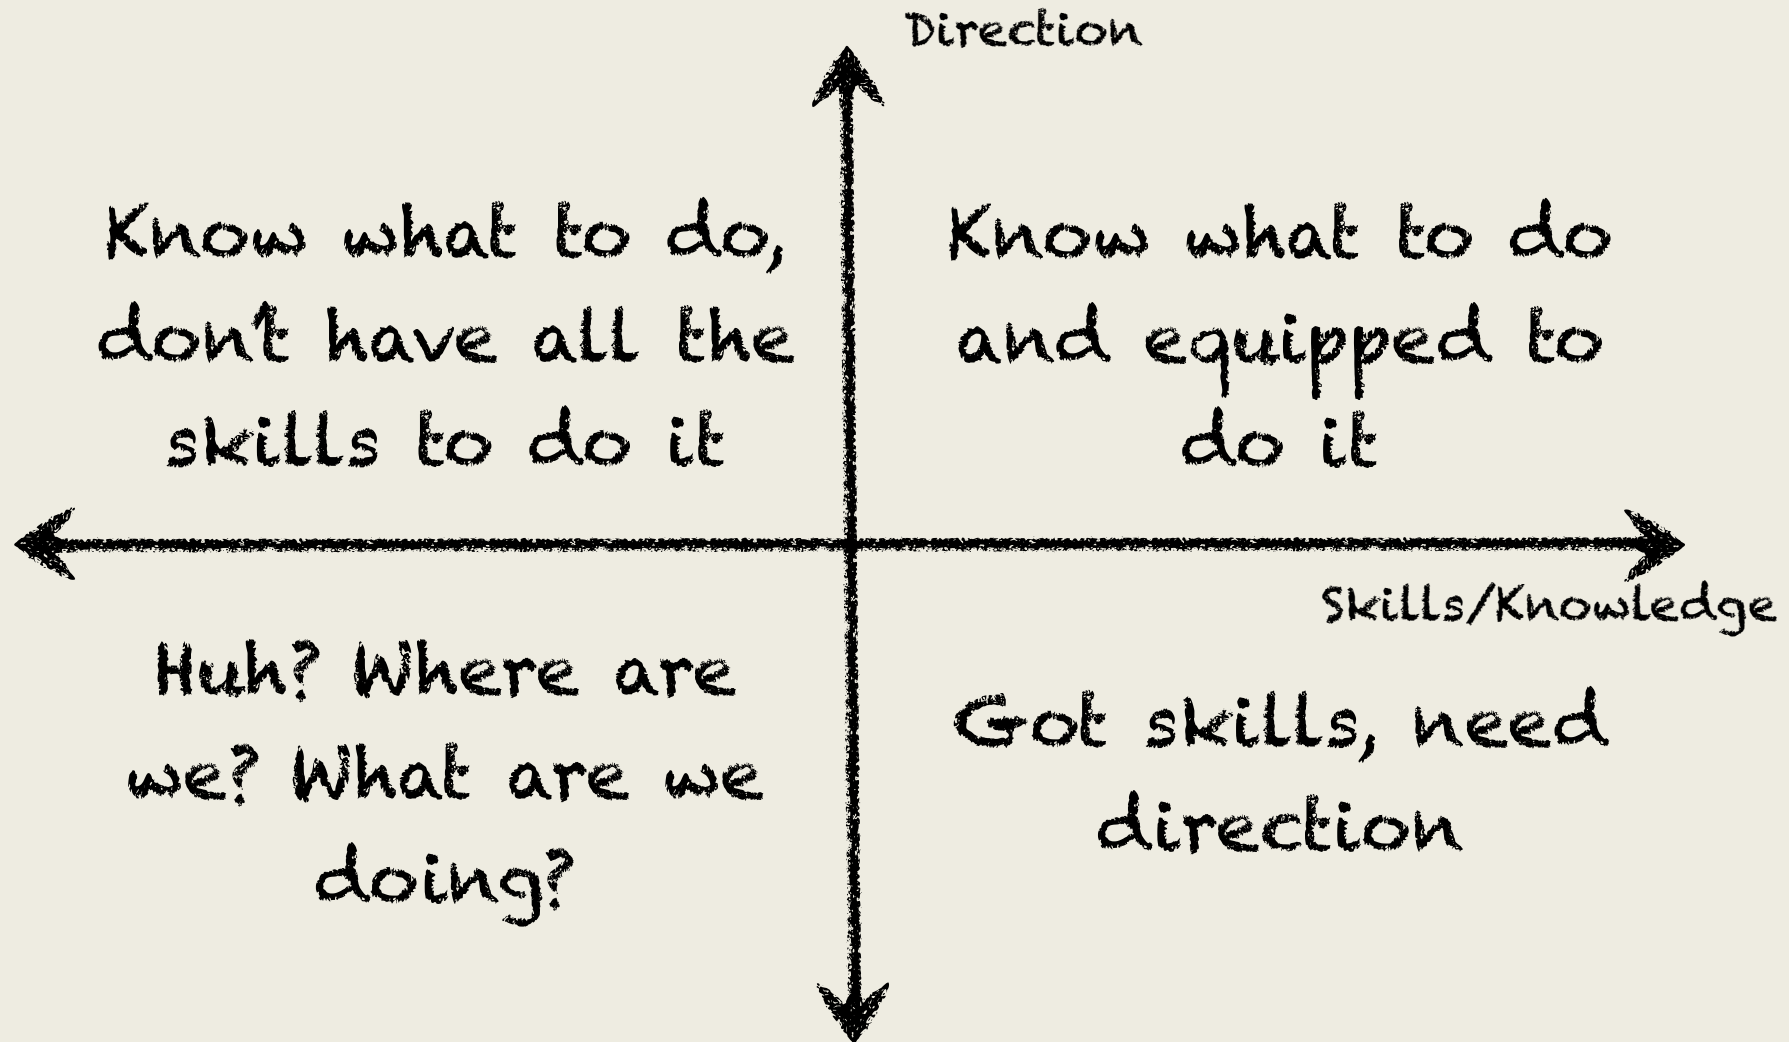 Direction
Know what to do,
don't have all the
skills to do it
Know what to do
and equipped to
do it
Skills/Knowledge
Huh? Where are
we? What are we
doing?
Got skills, need
direction